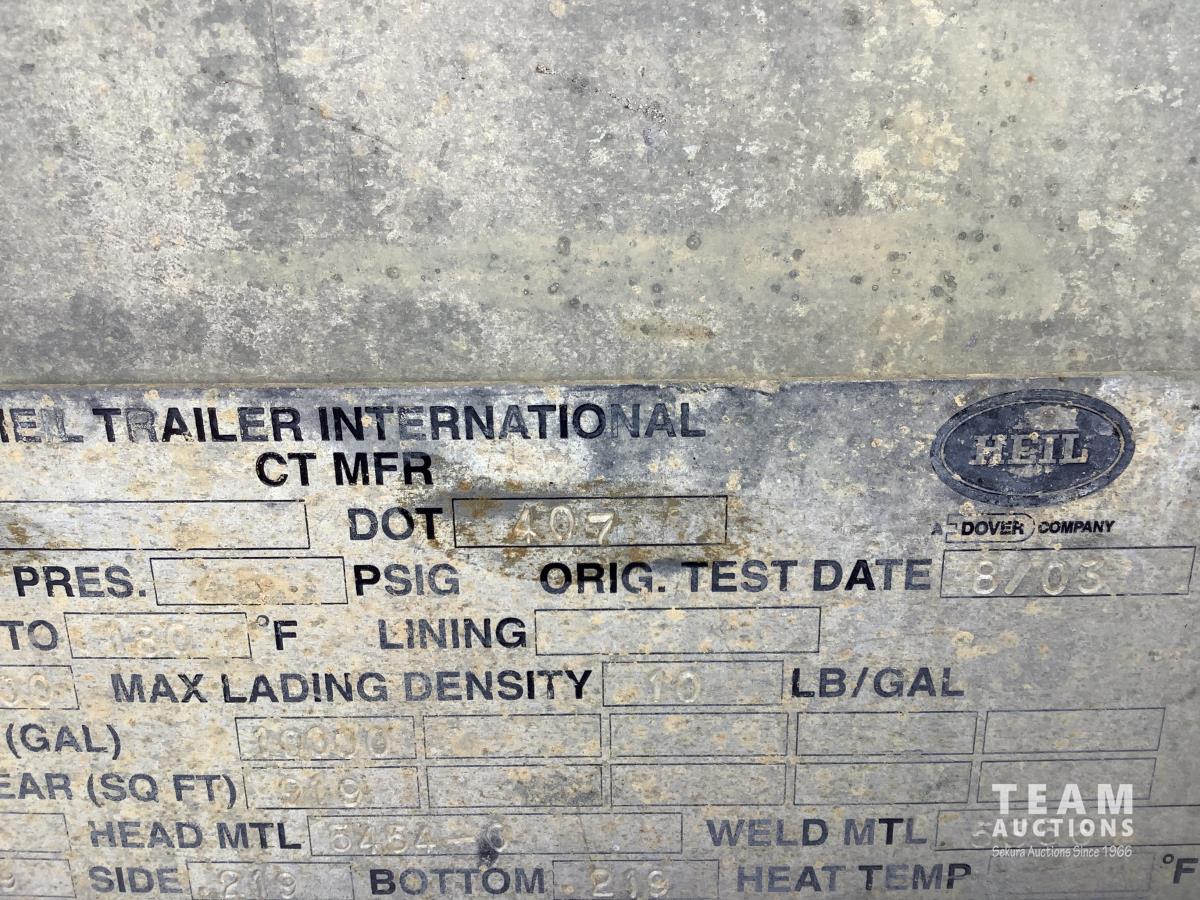 HEIL TRAILER INTERNATIONAL
CT MFR
HEIL
A DOVER COMPANY
DOT 407
PRES. PSIG ORIG. TEST DATE 8/03
TO °F LINING
MAX LADING DENSITY 10 LB/GAL
(GAL)
(SQ FT)
HEAD MTL WELD MTL
SIDE .219 BOTTOM .219 HEAT TEMP °F
TEAM
AUCTIONS
Sekura Auctions Since 1966